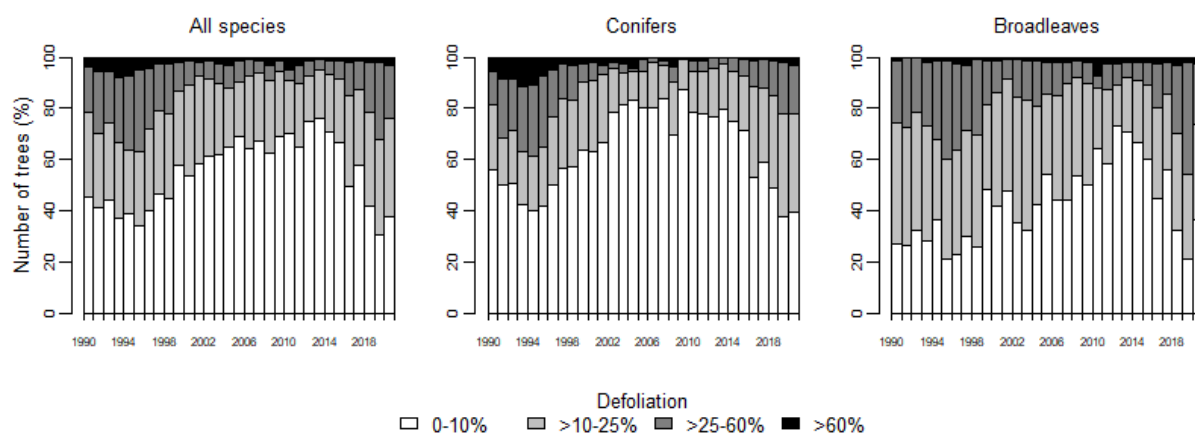 All species
Conifers
Broadleaves
Number of trees (%)
0 20 40 60 80 100
0 20 40 60 80 100
0 20 40 60 80 100
1990 1994 1998 2002 2006 2010 2014 2018
1990 1994 1998 2002 2006 2010 2014 2018
1990 1994 1998 2002 2006 2010 2014 2018
Defoliation
0-10% >10-25% >25-60% >60%